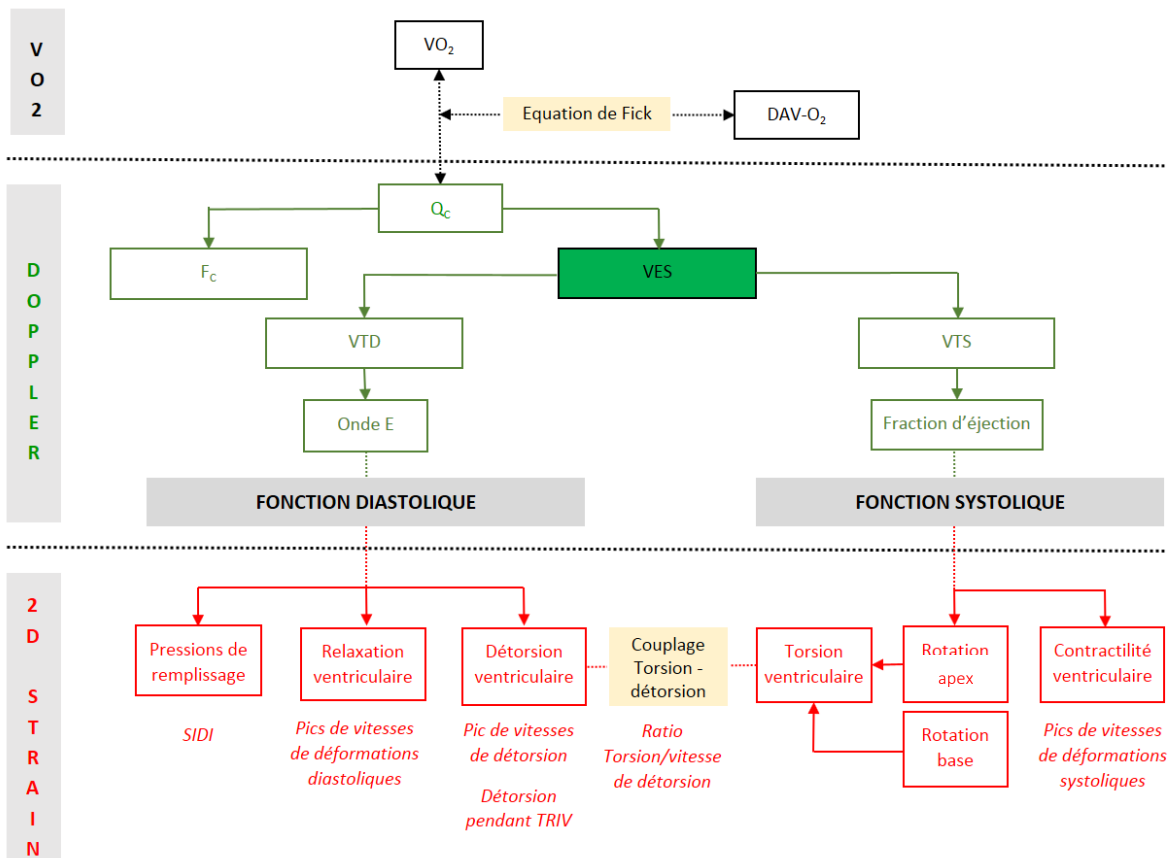 V
O
2
VO₂
Equation de Fick
DAV-O₂
D
O
P
P
L
E
R
Q_C
F_C
VES
VTD
VTS
Onde E
Fraction d’éjection
FONCTION DIASTOLIQUE
FONCTION SYSTOLIQUE
2
D
S
T
R
A
I
N
Pressions de
remplissage
SIDI
Relaxation
ventriculaire
Pics de vitesses
de déformations
diastoliques
Détorsion
ventriculaire
Pic de vitesses
de détorsion
Détorsion
pendant TRIV
Couplage
Torsion -
détorsion
Ratio
Torsion/vitesse
de détorsion
Torsion
ventriculaire
Rotation
apex
Rotation
base
Contractilité
ventriculaire
Pics de vitesses
de déformations
systoliques